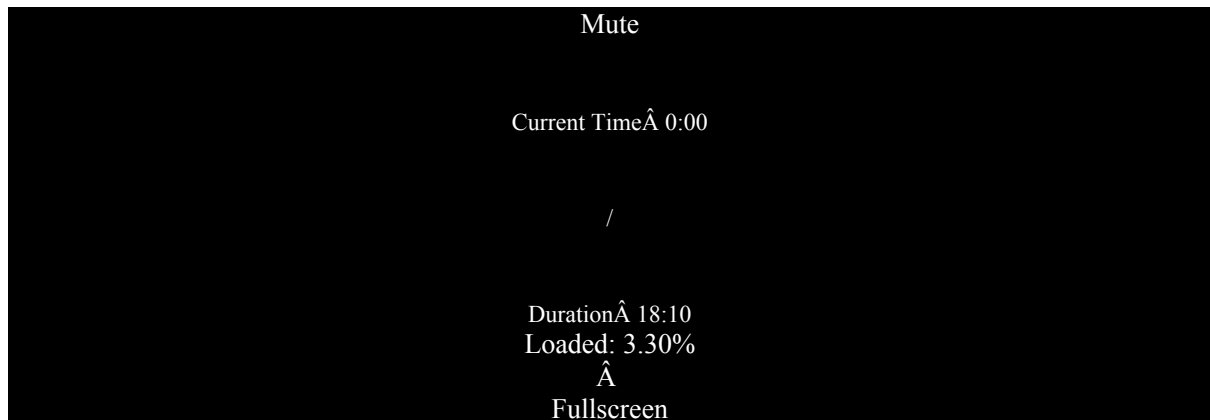 Mute
Current TimeÂ 0:00
/
DurationÂ 18:10
Loaded: 3.30%
Â
Fullscreen